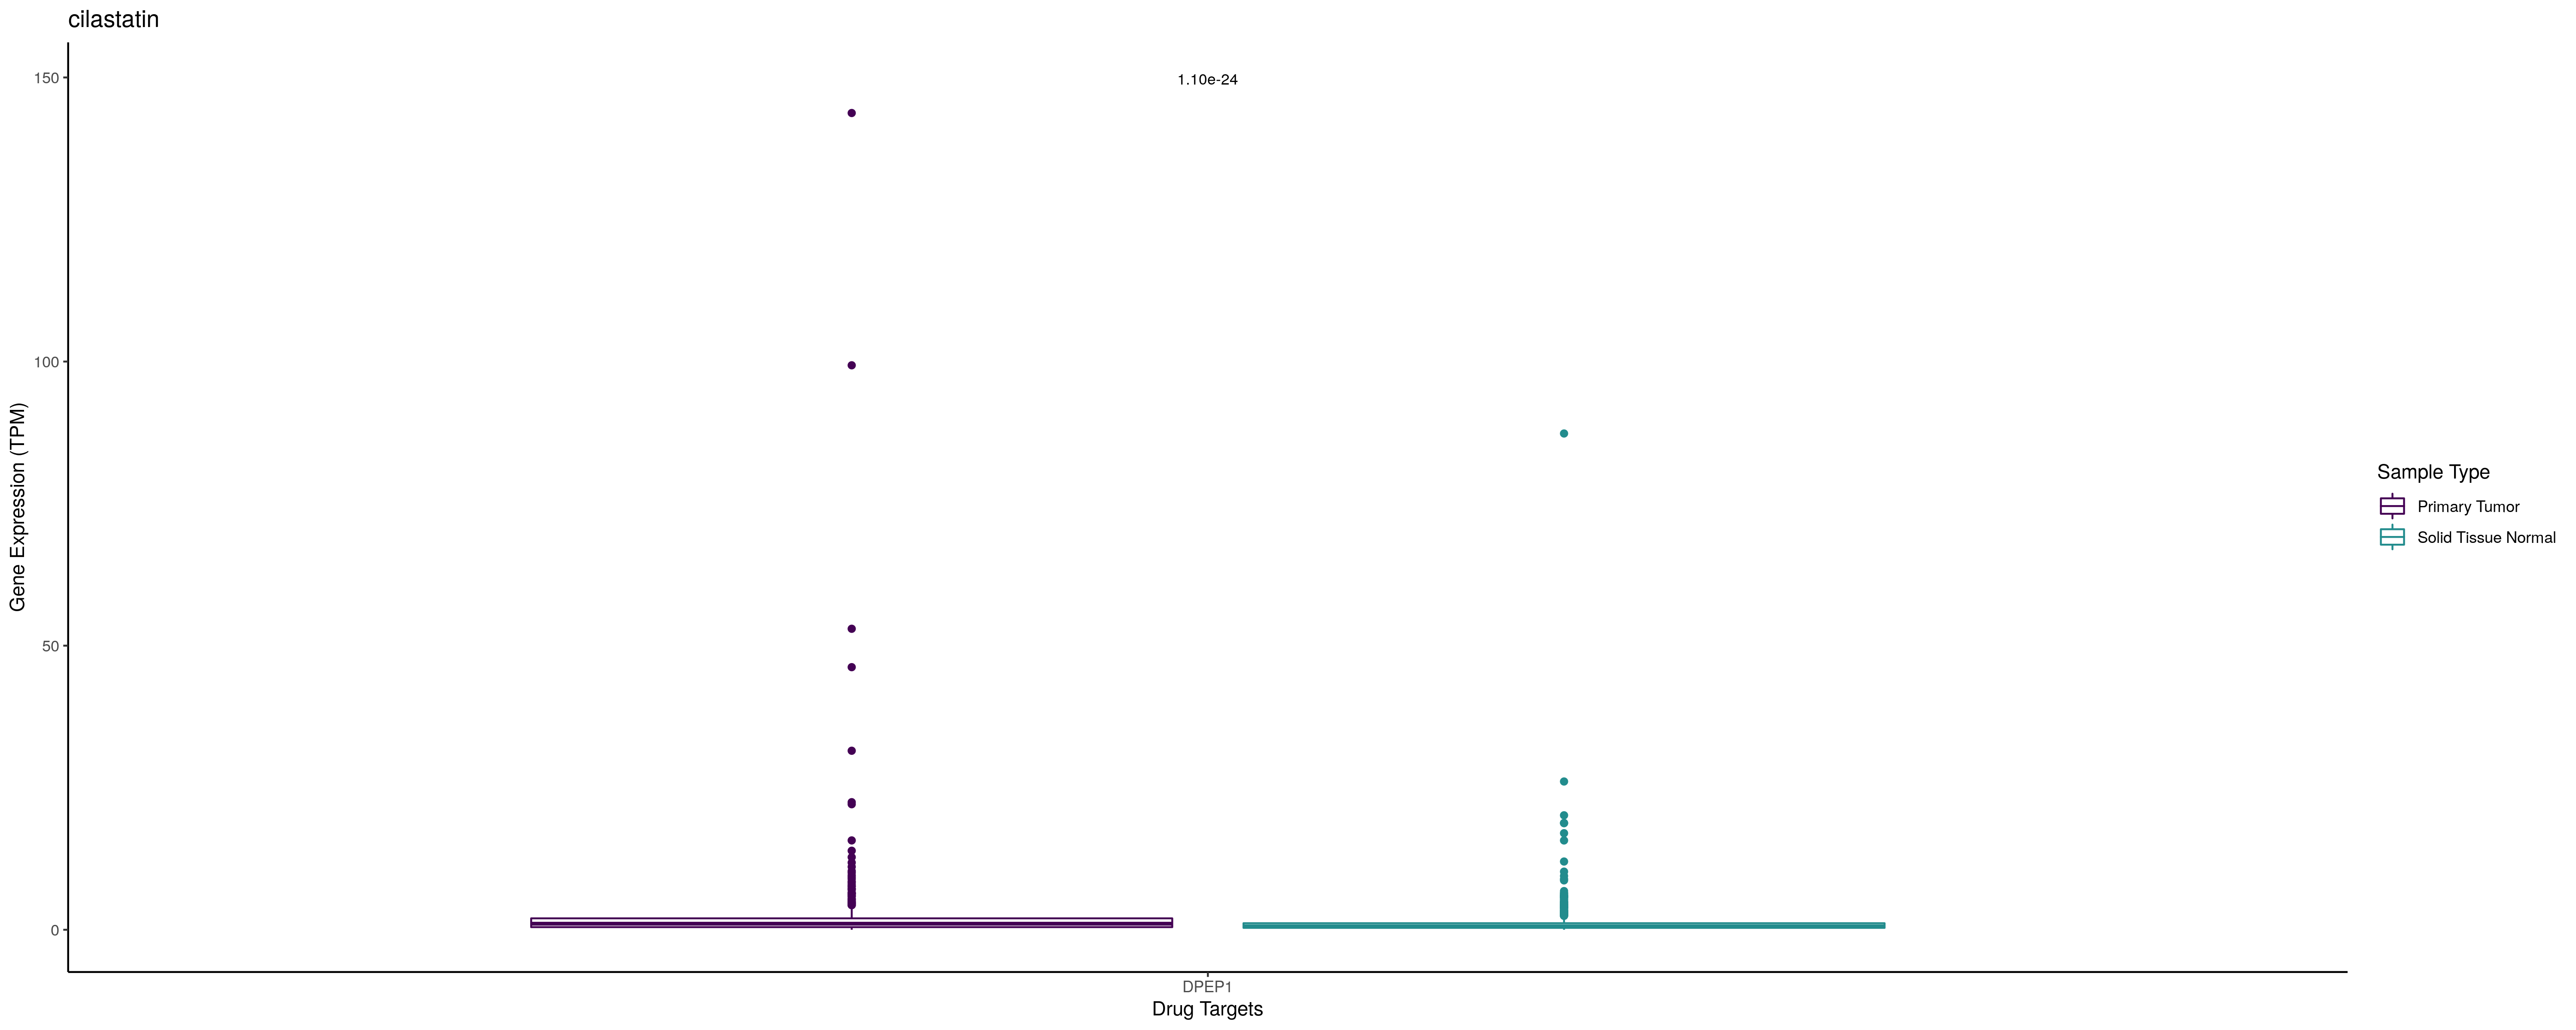 cilastatin
150
1.10e-24
100
50
0
Gene Expression (TPM)
DPEP1
Drug Targets
Sample Type
Primary Tumor
Solid Tissue Normal